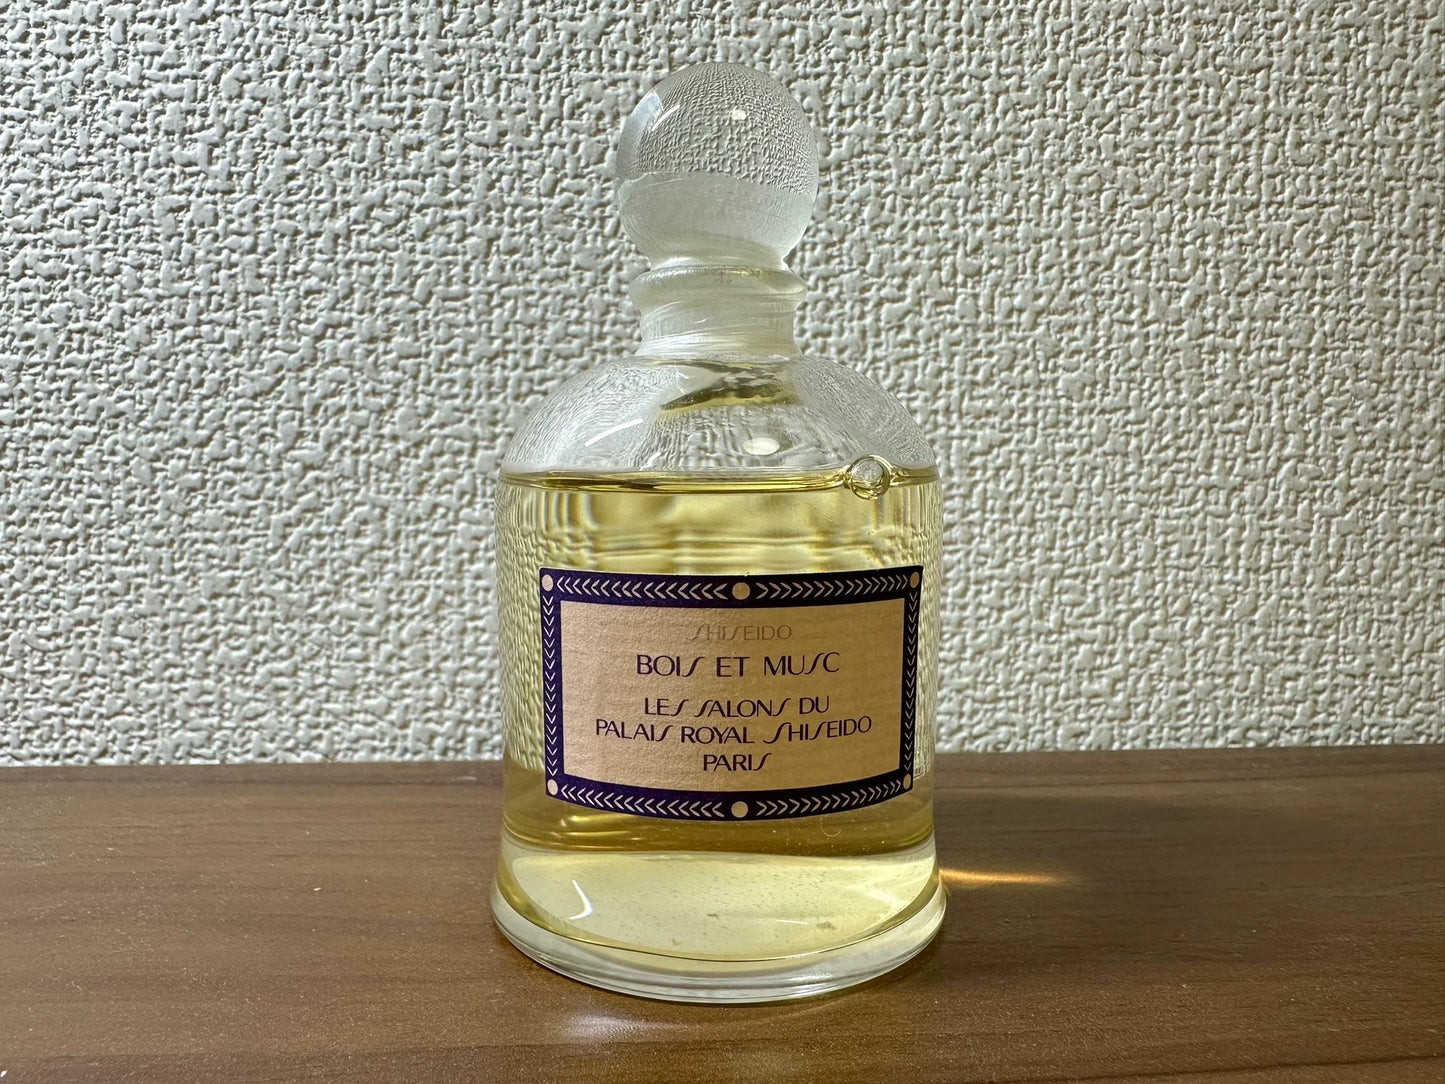 SHISEIDO
BOIS ET MUSC
LES SALONS DU
PALAIS ROYAL SHISEIDO
PARIS